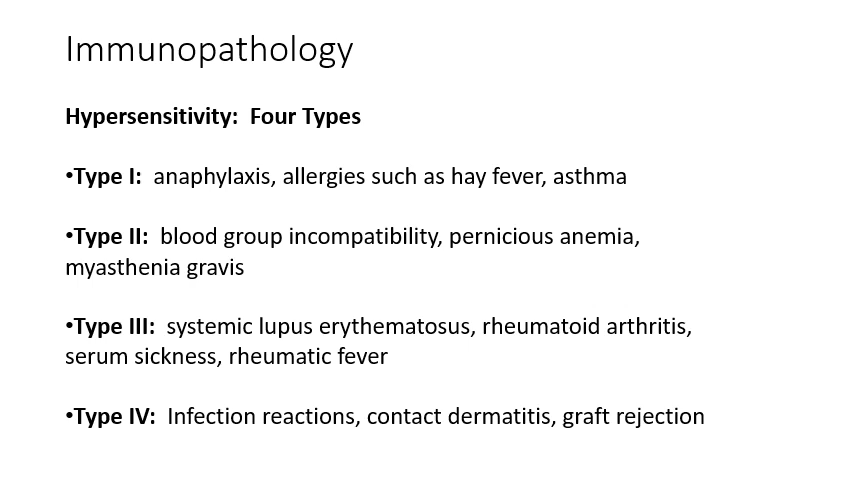 Immunopathology
Hypersensitivity:  Four Types
•Type I:  anaphylaxis, allergies such as hay fever, asthma
•Type II:  blood group incompatibility, pernicious anemia,
myasthenia gravis
•Type III:  systemic lupus erythematosus, rheumatoid arthritis,
serum sickness, rheumatic fever
•Type IV:  Infection reactions, contact dermatitis, graft rejection